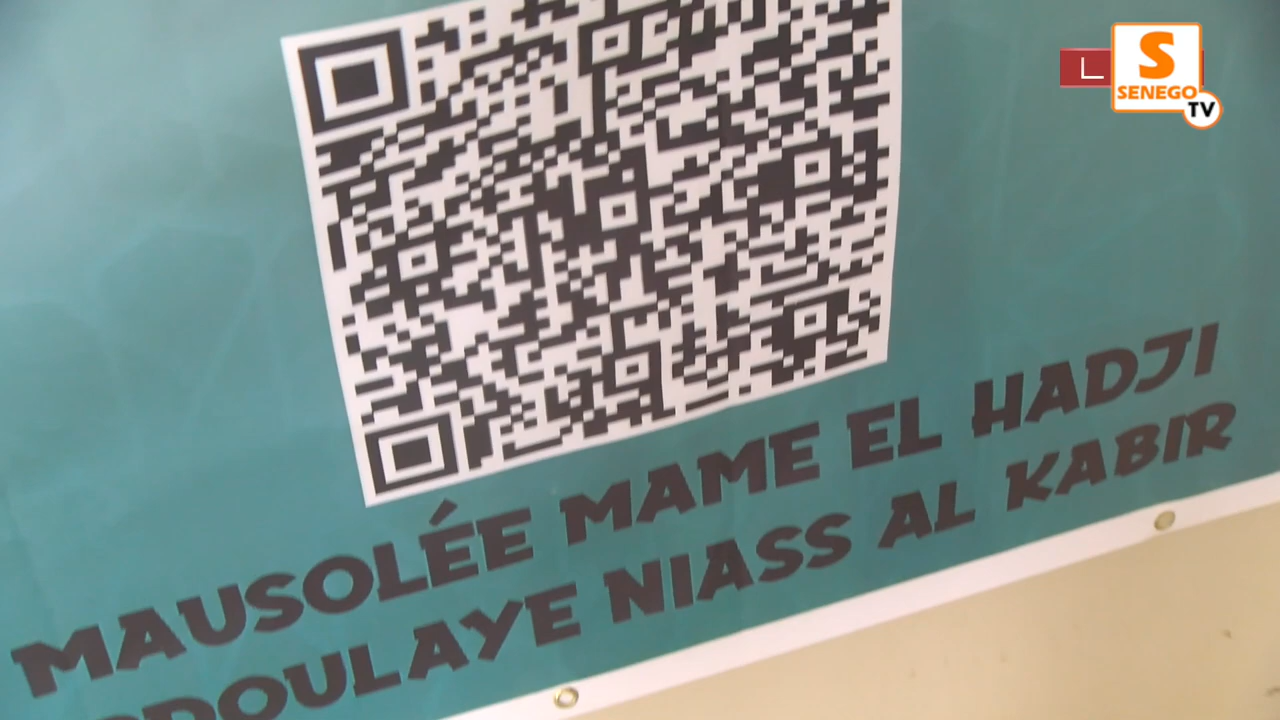 S
SENEGO
TV
MAUSOLÉE MAME EL HADJI
NIASS AL KABIR